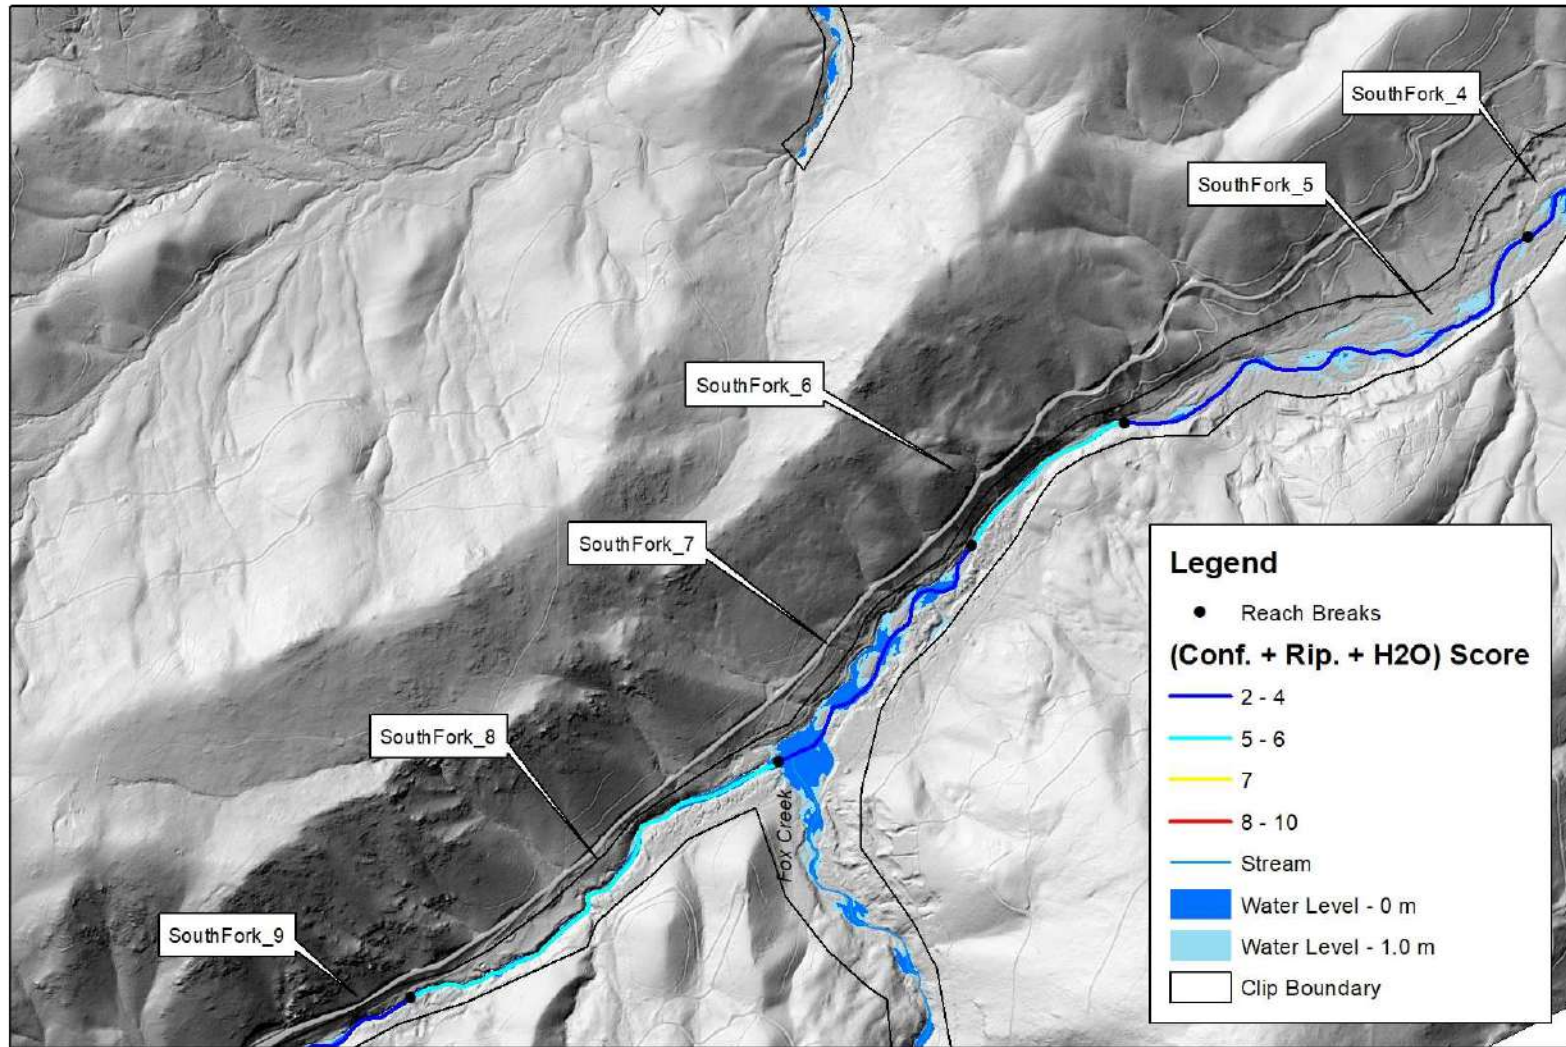 SouthFork_4
SouthFork_5
SouthFork_6
SouthFork_7
SouthFork_8
SouthFork_9
Fox Creek
Legend
Reach Breaks
(Conf. + Rip. + H2O) Score
2 - 4
5 - 6
7
8 - 10
Stream
Water Level - 0 m
Water Level - 1.0 m
Clip Boundary